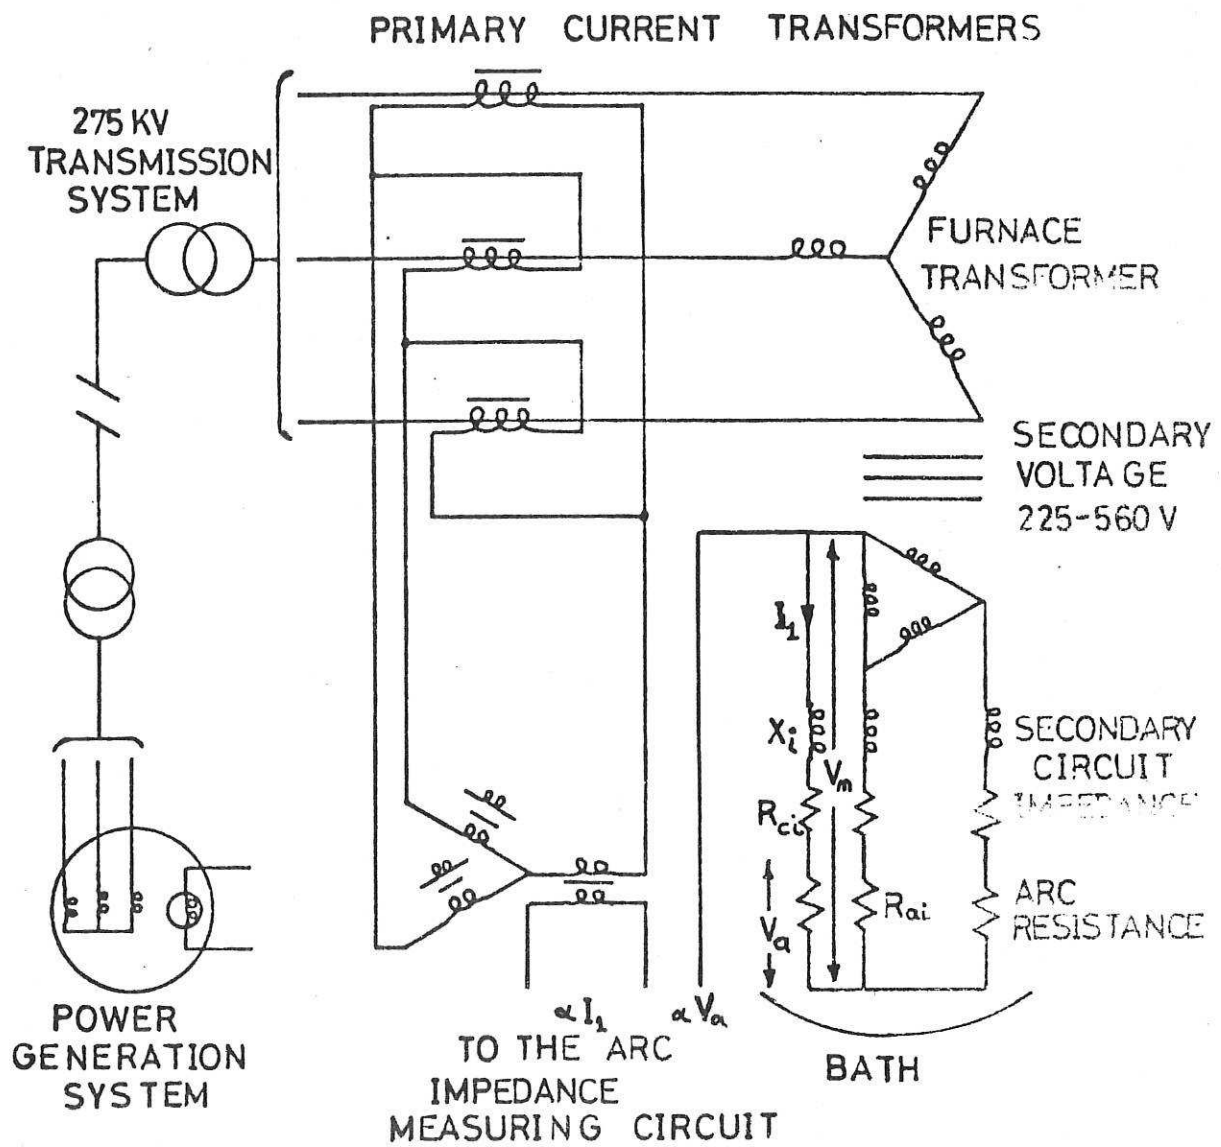 PRIMARY CURRENT TRANSFORMERS
275 KV
TRANSMISSION
SYSTEM
FURNACE
TRANSFORMER
SECONDARY
VOLTAGE
225-560 V
I₁
Xᵢ
Vₘ
R꜀ᵢ
SECONDARY
CIRCUIT
IMPEDANCE
Vₐ
Rₐᵢ
ARC
RESISTANCE
POWER
GENERATION
SYSTEM
αI₁
αVₐ
TO THE ARC
IMPEDANCE
MEASURING CIRCUIT
BATH